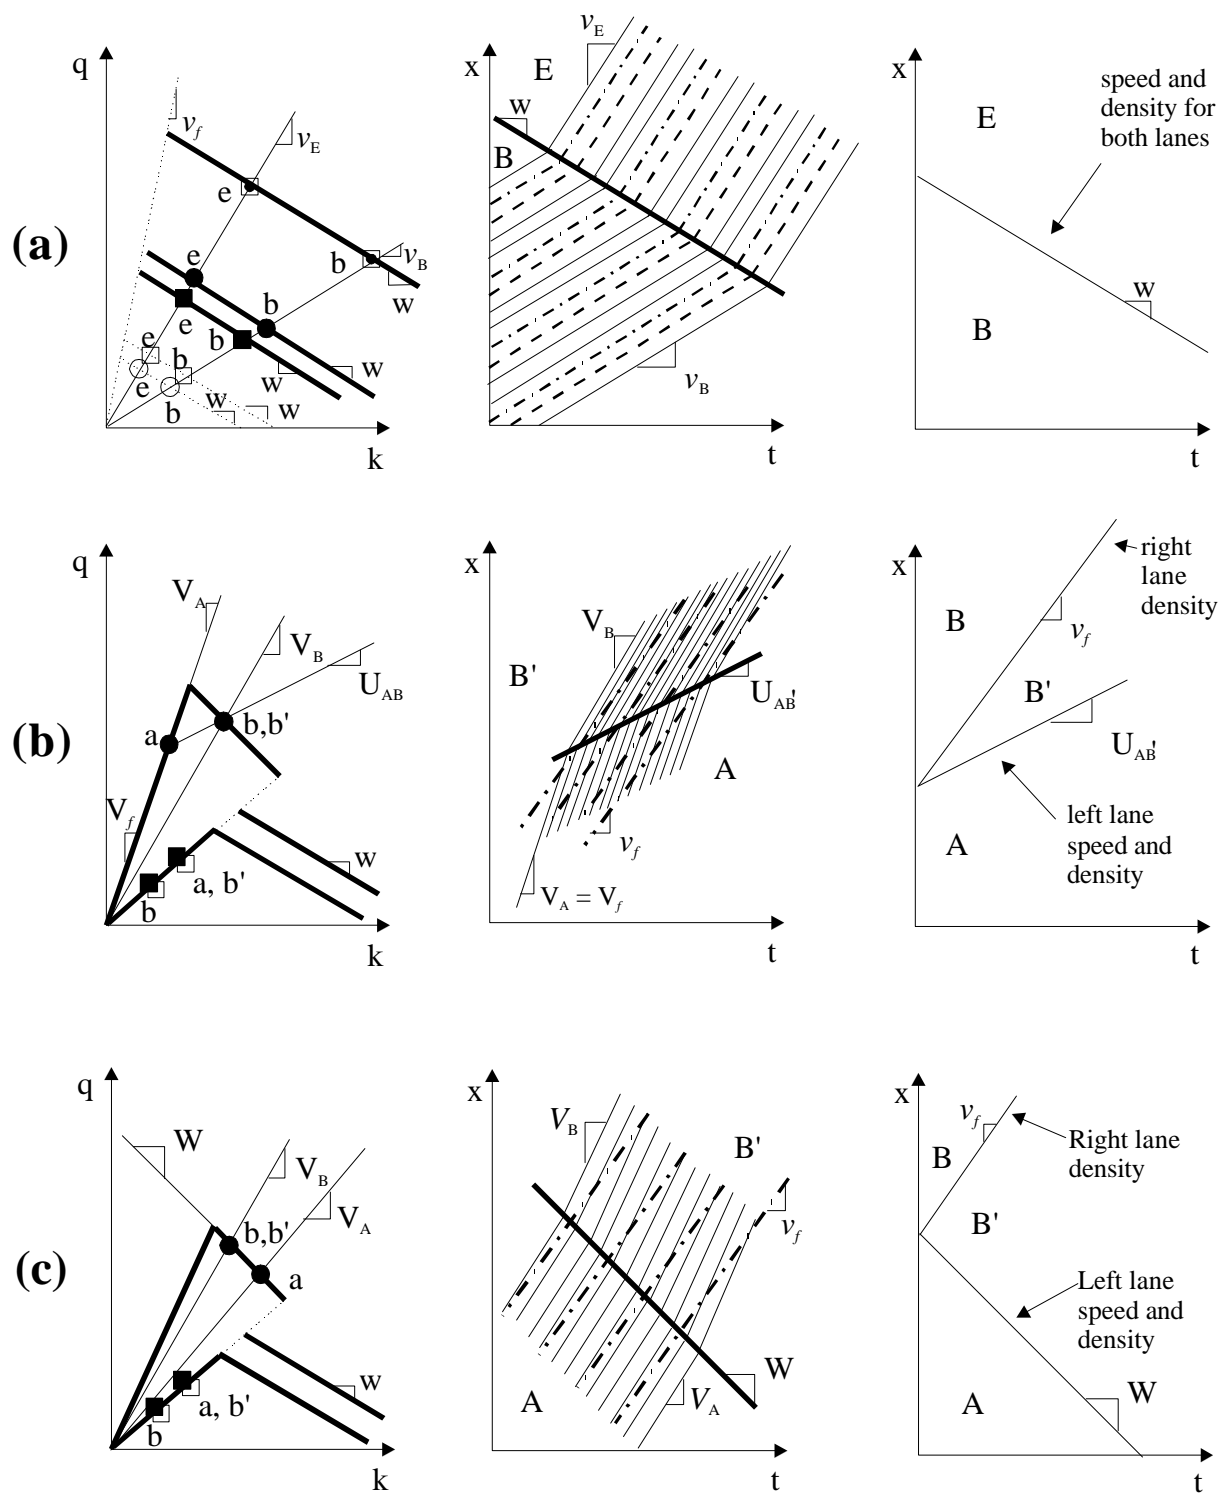 (a)
q
v_f
v_E
e
b
v_B
w
e
b
e
b
w
w
e
b
e
b
w
w
k
x
v_E
E
w
B
v_B
t
x
speed and
density for
both lanes
E
w
B
t
(b)
q
V_A
V_B
U_AB
a
b,b'
V_f
w
a, b'
b
k
x
V_B
B'
U_AB'
A
v_f
V_A = V_f
t
x
right
lane
density
B
v_f
B'
U_AB'
left lane
speed and
density
A
t
(c)
q
W
V_B
V_A
b,b'
a
w
a, b'
b
k
x
V_B
B'
v_f
W
A
V_A
t
x
v_f
Right lane
density
B
B'
Left lane
speed and
density
W
A
t